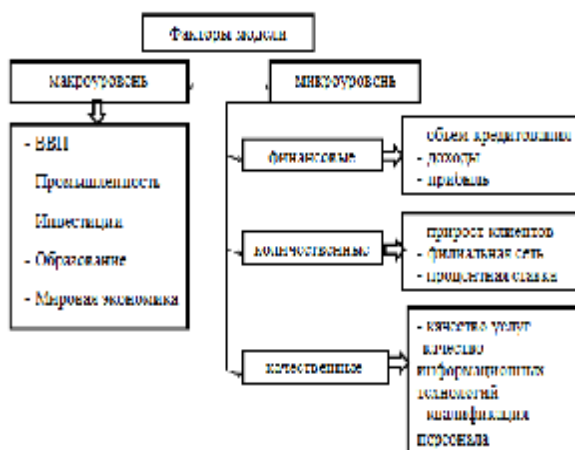 Факторы модели
макроуровень
микроуровень
- ВВП
Промышленность
Инвестиции
- Образование
- Мировая экономика
финансовые
объем кредитования
- доходы
- прибыль
количественные
прирост клиентов
- филиальная сеть
- процентная ставка
качественные
- качество услуг
качество
информационных
технологий
квалификация
персонала